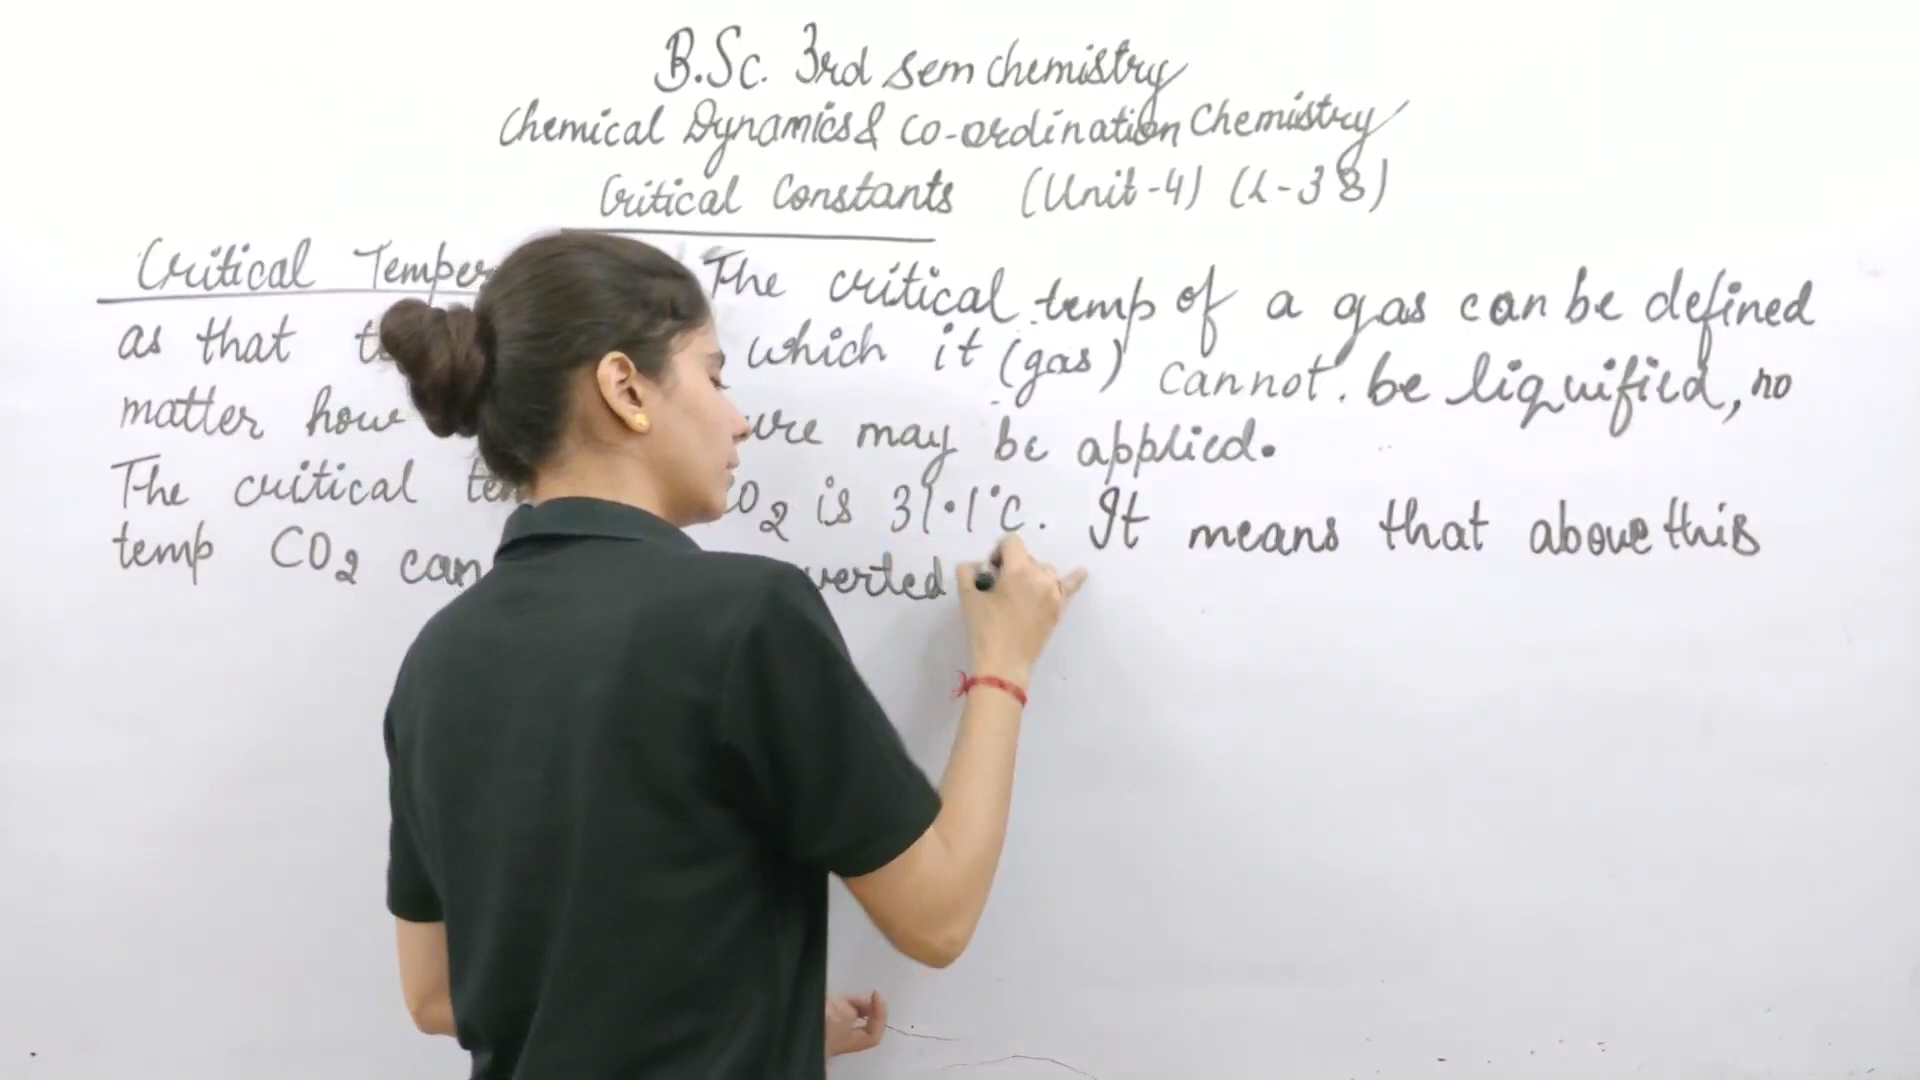 B.Sc. 3rd sem chemistry
Chemical Dynamics & co-ordination Chemistry
Critical Constants (Unit-4) (L-38)
Critical Temper The critical temp of a gas can be defined
as that which it (gas) cannot be liquified, no
matter how ure may be applied.
The critical CO2 is 31.1°C. It means that above this
temp CO2 can verted